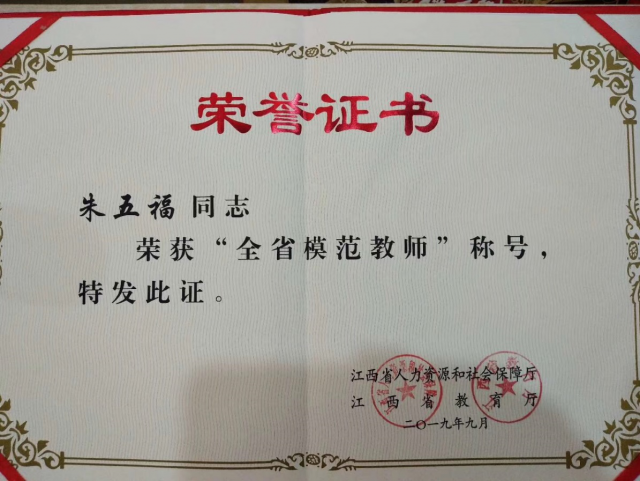 荣誉证书
朱五福 同志
荣获“全省模范教师”称号，
特发此证。
江西省人力资源和社会保障厅
江西省教育厅
二〇一九年九月